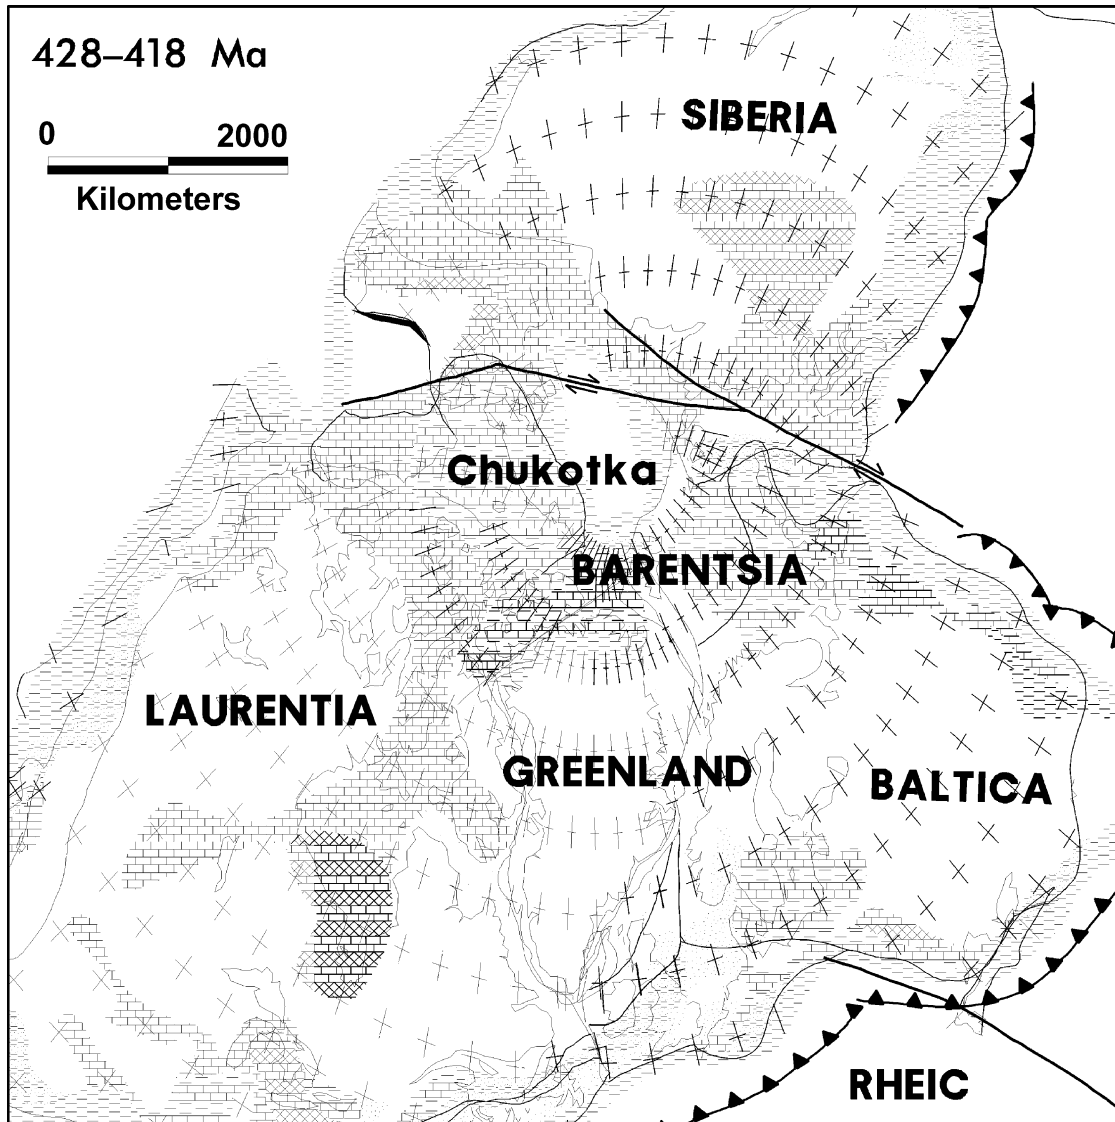 428–418 Ma
0 2000
Kilometers
SIBERIA
Chukotka
BARENTSIA
LAURENTIA
GREENLAND
BALTICA
RHEIC